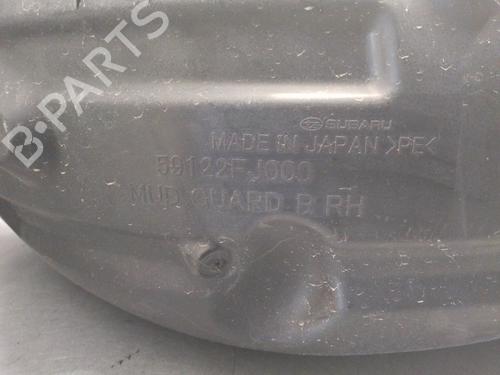 B-PARTS
SUBARU
MADE IN JAPAN >PE<
59122FJ000
MUD GUARD B RH